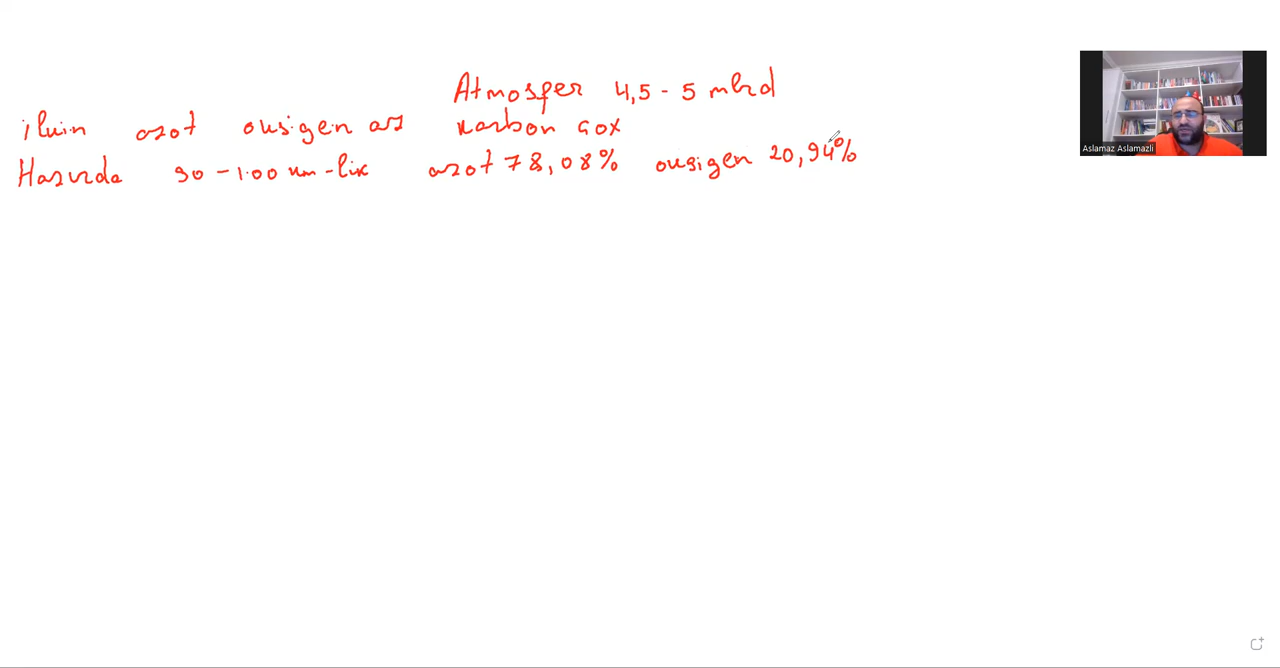 Atmosfer 4,5 - 5 mlrd
ilkin azot oksigen az karbon çox
Hazırda 90 - 100 km-lik azot 78,08% oksigen 20,94%
Aslamaz Aslamazli